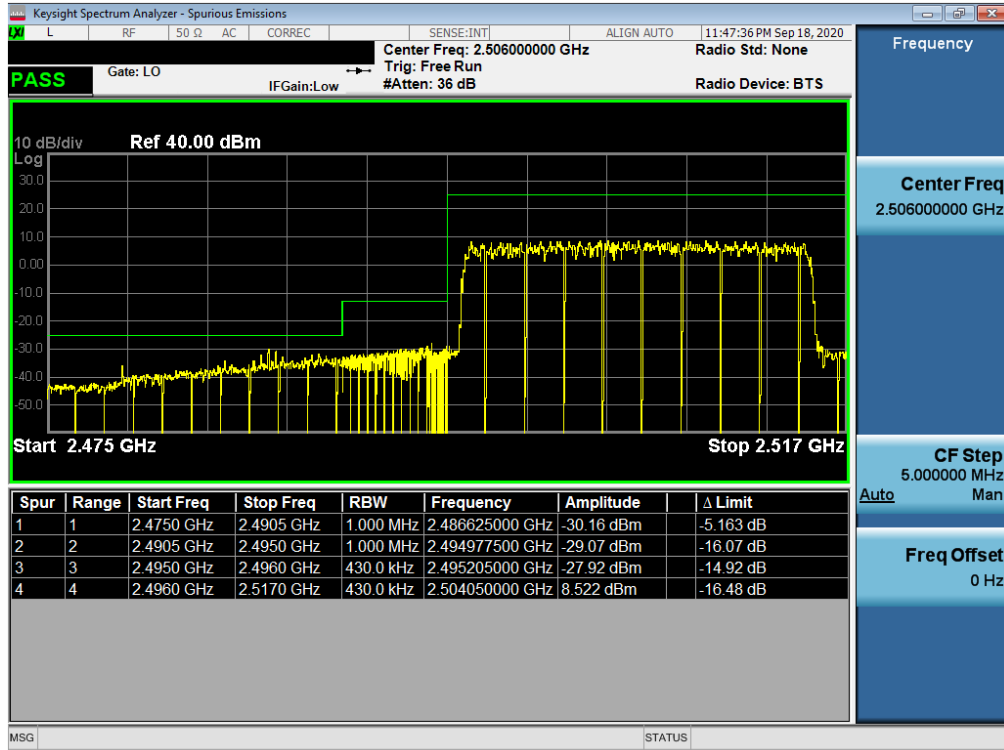 Keysight Spectrum Analyzer - Spurious Emissions
LXI L RF 50 Ω AC CORREC SENSE:INT ALIGN AUTO 11:47:36 PM Sep 18, 2020
Center Freq: 2.506000000 GHz Radio Std: None
Trig: Free Run
PASS Gate: LO IFGain:Low #Atten: 36 dB Radio Device: BTS
10 dB/div Ref 40.00 dBm
Log
30.0
20.0
10.0
0.00
-10.0
-20.0
-30.0
-40.0
-50.0
Start 2.475 GHz Stop 2.517 GHz
Spur Range Start Freq Stop Freq RBW Frequency Amplitude Δ Limit
1 1 2.4750 GHz 2.4905 GHz 1.000 MHz 2.486625000 GHz -30.16 dBm -5.163 dB
2 2 2.4905 GHz 2.4950 GHz 1.000 MHz 2.494977500 GHz -29.07 dBm -16.07 dB
3 3 2.4950 GHz 2.4960 GHz 430.0 kHz 2.495205000 GHz -27.92 dBm -14.92 dB
4 4 2.4960 GHz 2.5170 GHz 430.0 kHz 2.504050000 GHz 8.522 dBm -16.48 dB
MSG STATUS
Frequency
Center Freq
2.506000000 GHz
CF Step
5.000000 MHz
Auto Man
Freq Offset
0 Hz